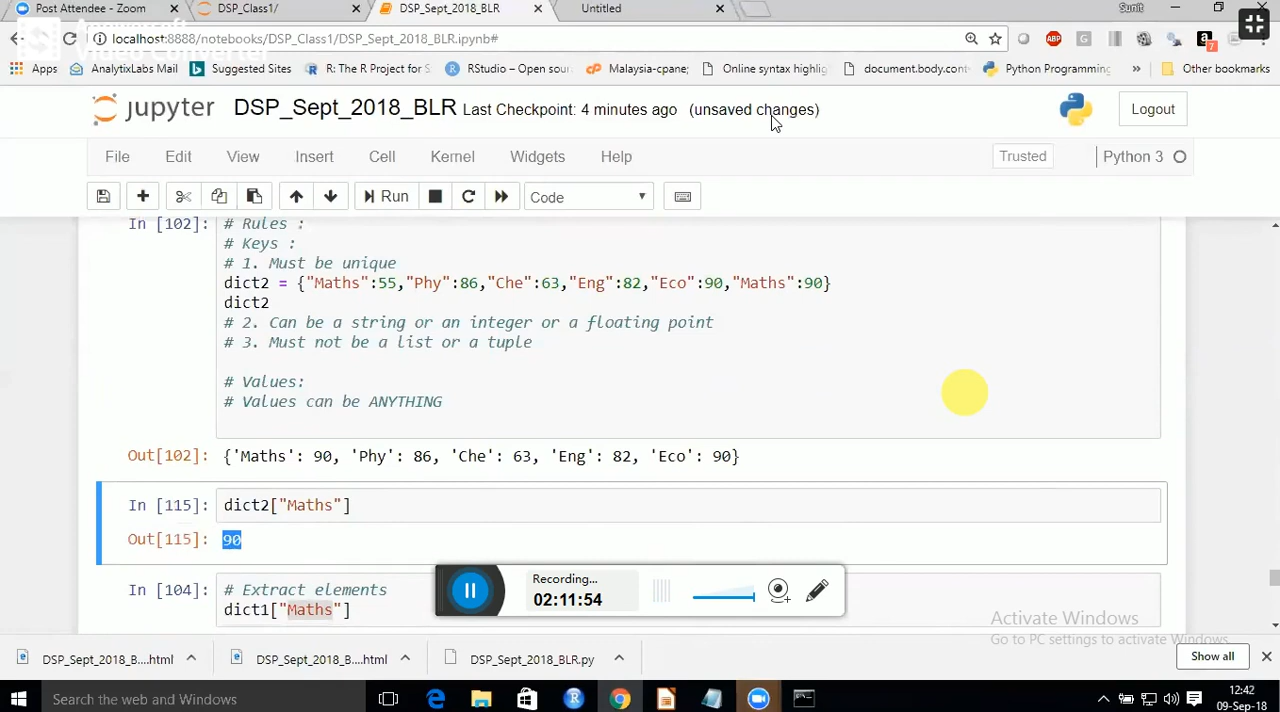 Post Attendee - Zoom
DSP_Class1/
DSP_Sept_2018_BLR
Untitled
Sunit
localhost:8888/notebooks/DSP_Class1/DSP_Sept_2018_BLR.ipynb#
Apps
AnalytixLabs Mail
Suggested Sites
R: The R Project for S
RStudio – Open sour
Malaysia-cpane
Online syntax highlig
document.body.cont
Python Programming
»
Other bookmarks
jupyter DSP_Sept_2018_BLR Last Checkpoint: 4 minutes ago (unsaved changes)
Logout
File Edit View Insert Cell Kernel Widgets Help
Trusted
Python 3
Run
Code
In [102]: # Rules :
# Keys :
# 1. Must be unique
dict2 = {"Maths":55,"Phy":86,"Che":63,"Eng":82,"Eco":90,"Maths":90}
dict2
# 2. Can be a string or an integer or a floating point
# 3. Must not be a list or a tuple
# Values:
# Values can be ANYTHING
Out[102]: {'Maths': 90, 'Phy': 86, 'Che': 63, 'Eng': 82, 'Eco': 90}
In [115]: dict2["Maths"]
Out[115]: 90
In [104]: # Extract elements
dict1["Maths"]
Recording...
02:11:54
Activate Windows
Go to PC settings to activate Windows.
DSP_Sept_2018_B....html
DSP_Sept_2018_B....html
DSP_Sept_2018_BLR.py
Show all
Search the web and Windows
12:42
09-Sep-18